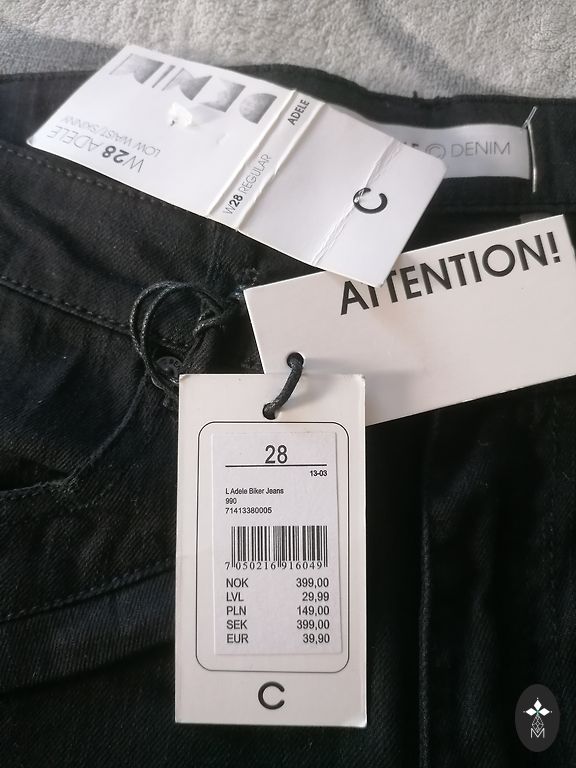 DENIM
W28 ADELE
LOW WAIST/SKINNY
W28 REGULAR
ADELE
C
© DENIM
ATTENTION!
28
13-03
L Adele Biker Jeans
990
71413380005
7 050216 916049
NOK 399,00
LVL 29,99
PLN 149,00
SEK 399,00
EUR 39,90
C
M